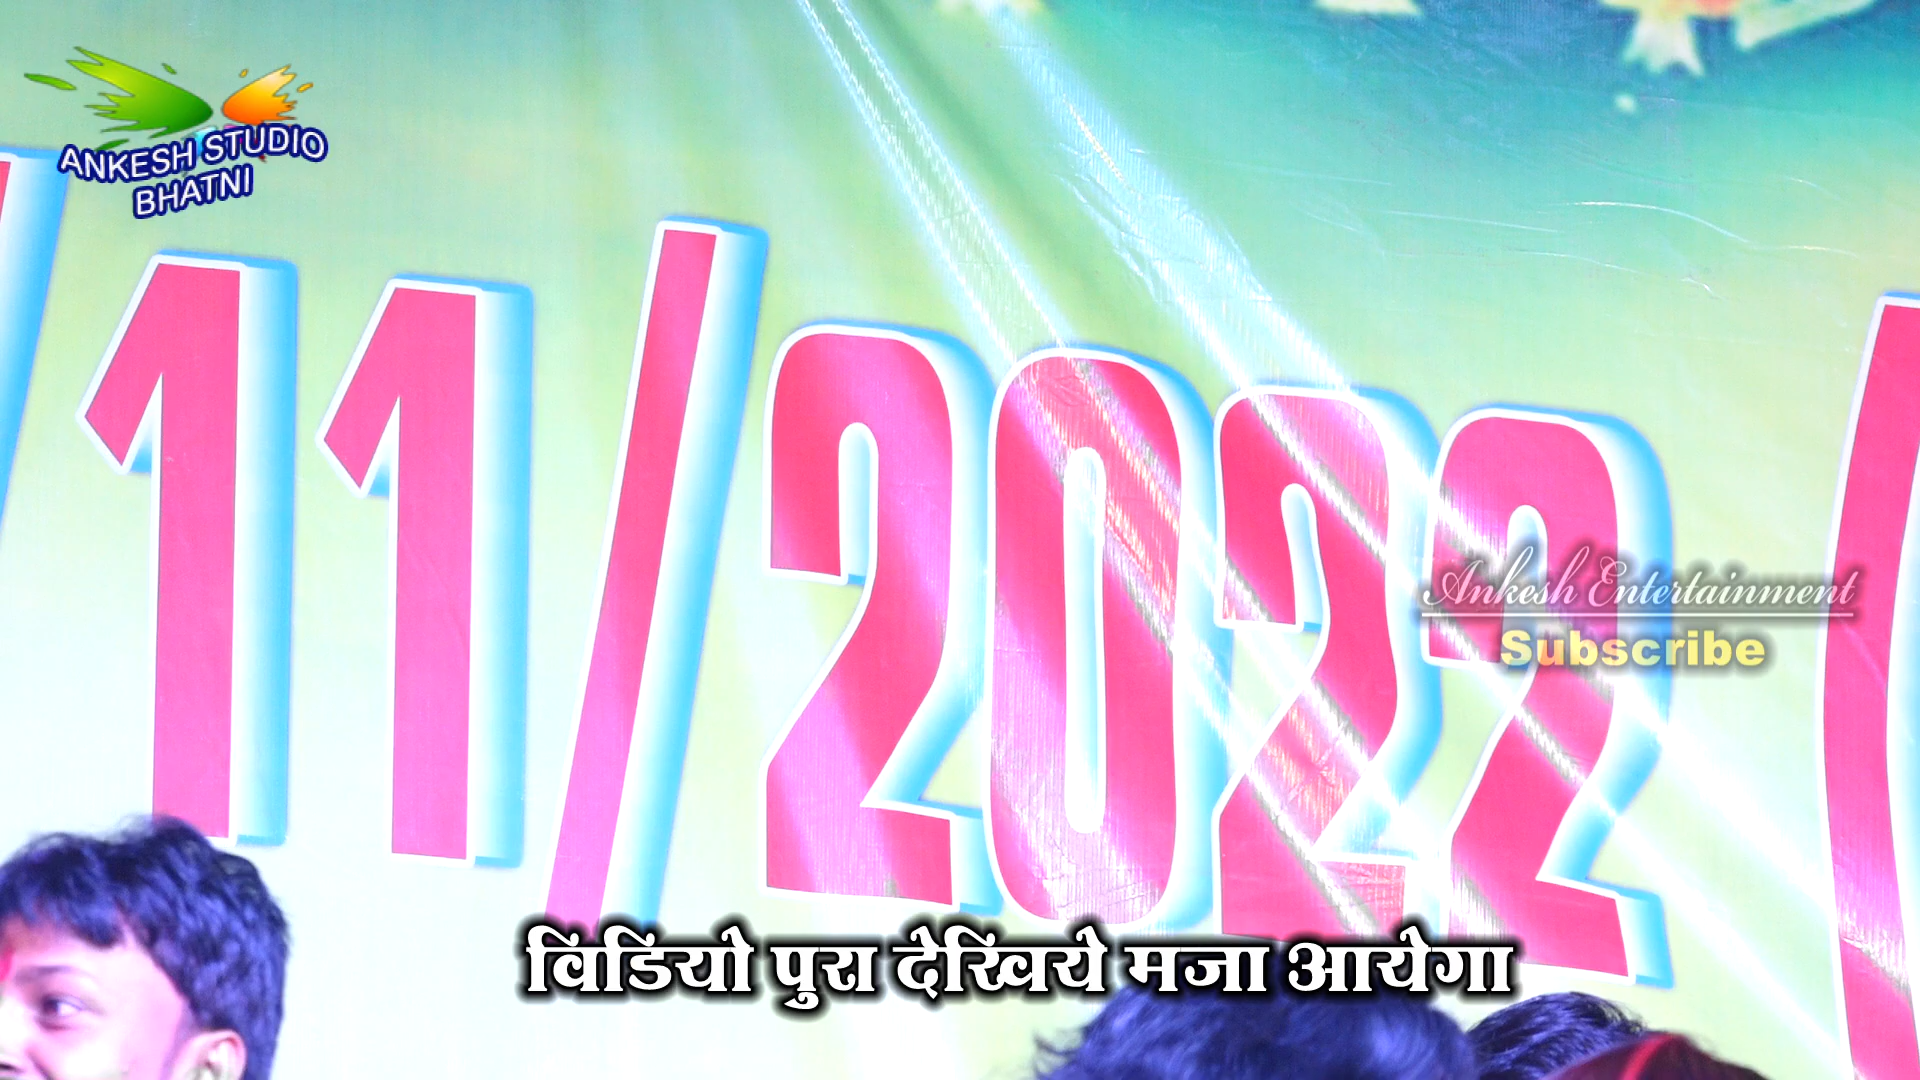 ANKESH STUDIO
BHATNI
/11/2022 (
Ankesh Entertainment
Subscribe
विडियो पुरा देखिये मजा आयेगा